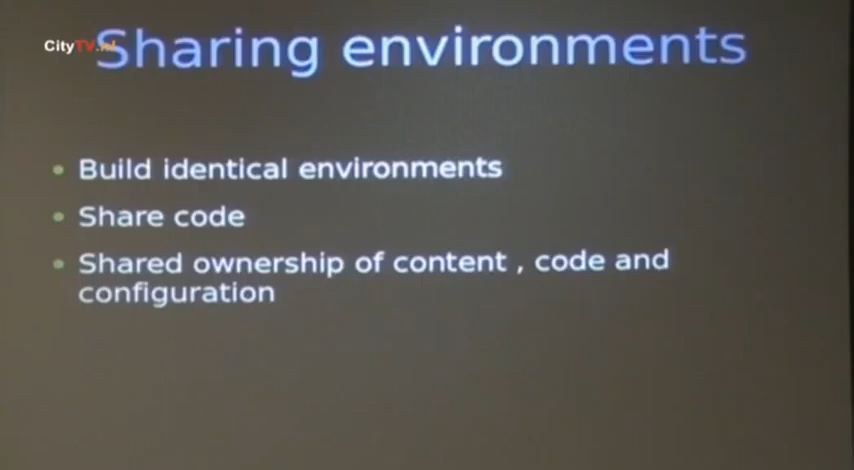 CityTV.nl
Sharing environments
Build identical environments
Share code
Shared ownership of content , code and
configuration